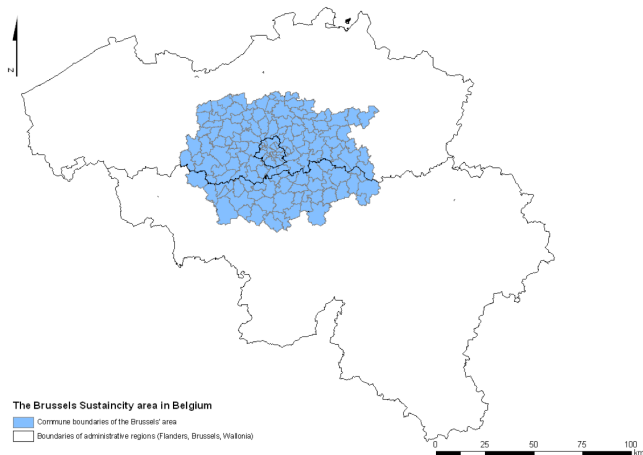 N
The Brussels Sustaincity area in Belgium
Commune boundaries of the Brussels' area
Boundaries of administrative regions (Flanders, Brussels, Wallonia)
0 25 50 75 100
km